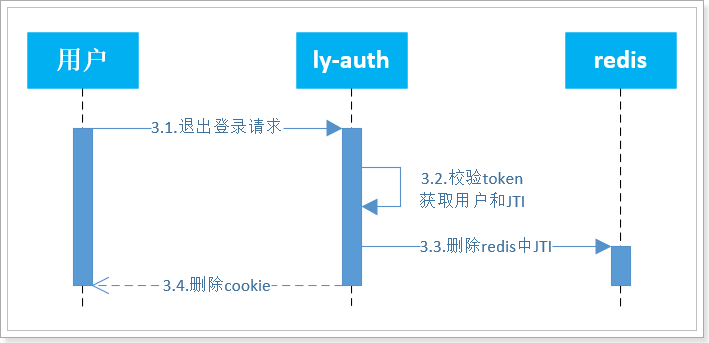 用户
ly-auth
redis
3.1.退出登录请求
3.2.校验token
获取用户和JTI
3.3.删除redis中JTI
3.4.删除cookie